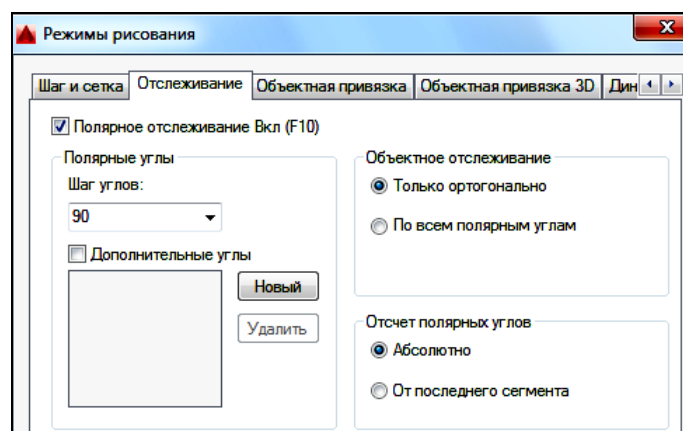 Режимы рисования
Шаг и сетка Отслеживание Объектная привязка Объектная привязка 3D Дин
Полярное отслеживание Вкл (F10)
Полярные углы
Шаг углов:
90
Дополнительные углы
Новый
Удалить
Объектное отслеживание
Только ортогонально
По всем полярным углам
Отсчет полярных углов
Абсолютно
От последнего сегмента